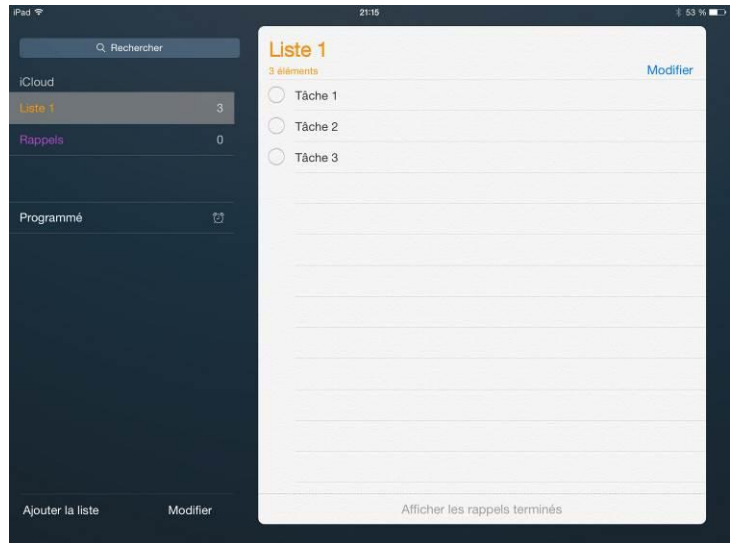 iPad 21:15 53 %
Rechercher
iCloud
Liste 1 3
Rappels 0
Programmé
Ajouter la liste Modifier
Liste 1
3 éléments Modifier
Tâche 1
Tâche 2
Tâche 3
Afficher les rappels terminés